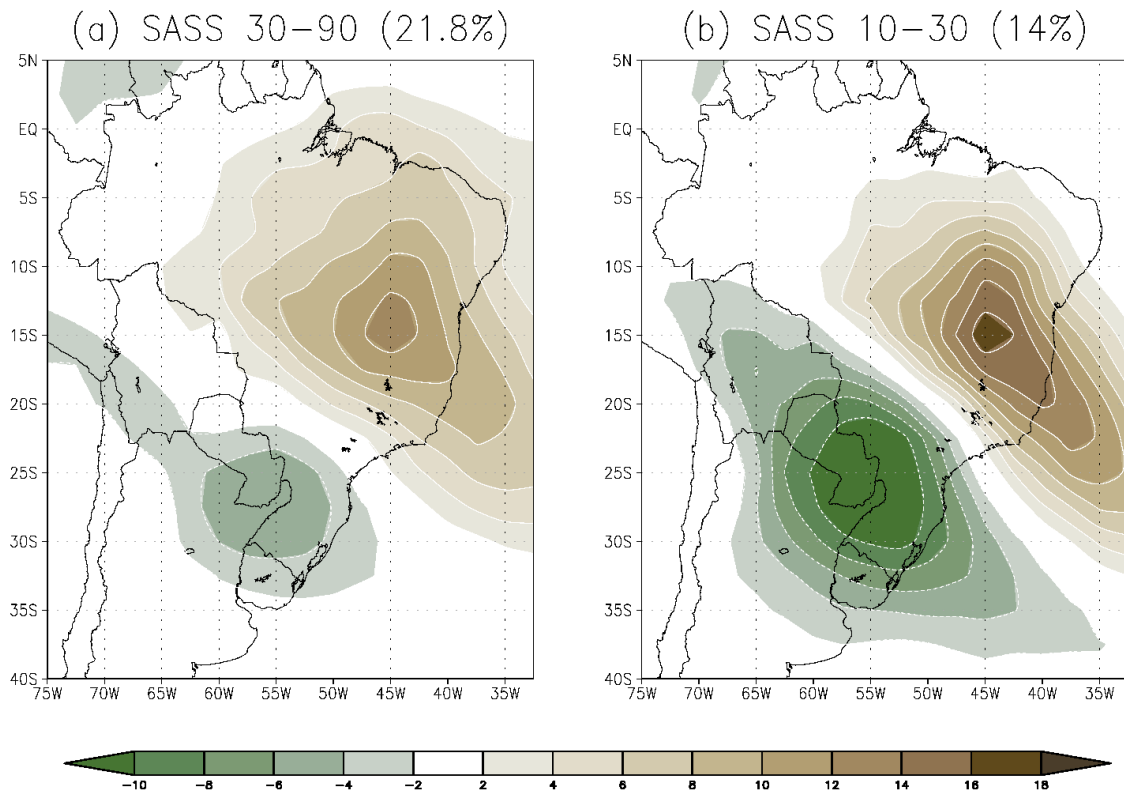 (a) SASS 30−90 (21.8%)
(b) SASS 10−30 (14%)
5N
EQ
5S
10S
15S
20S
25S
30S
35S
40S
75W 70W 65W 60W 55W 50W 45W 40W 35W
5N
EQ
5S
10S
15S
20S
25S
30S
35S
40S
75W 70W 65W 60W 55W 50W 45W 40W 35W
−10 −8 −6 −4 −2 2 4 6 8 10 12 14 16 18